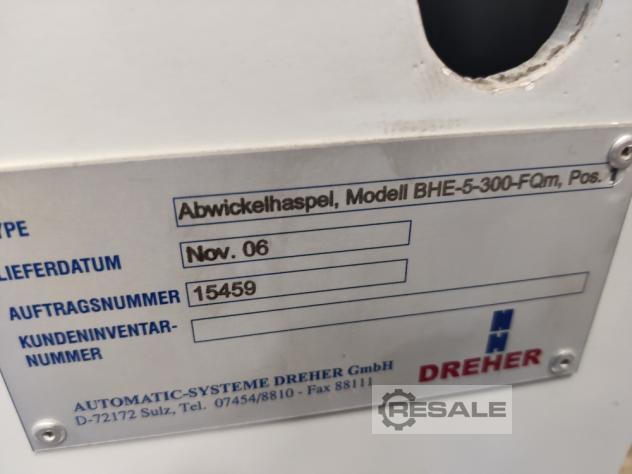 YPE Abwickelhaspel, Modell BHE-5-300-FQm, Pos. 1
LIEFERDATUM Nov. 06
AUFTRAGSNUMMER 15459
KUNDENINVENTAR-
NUMMER
AUTOMATIC-SYSTEME DREHER GmbH
D-72172 Sulz, Tel. 07454/8810 - Fax 88111
DREHER
RESALE